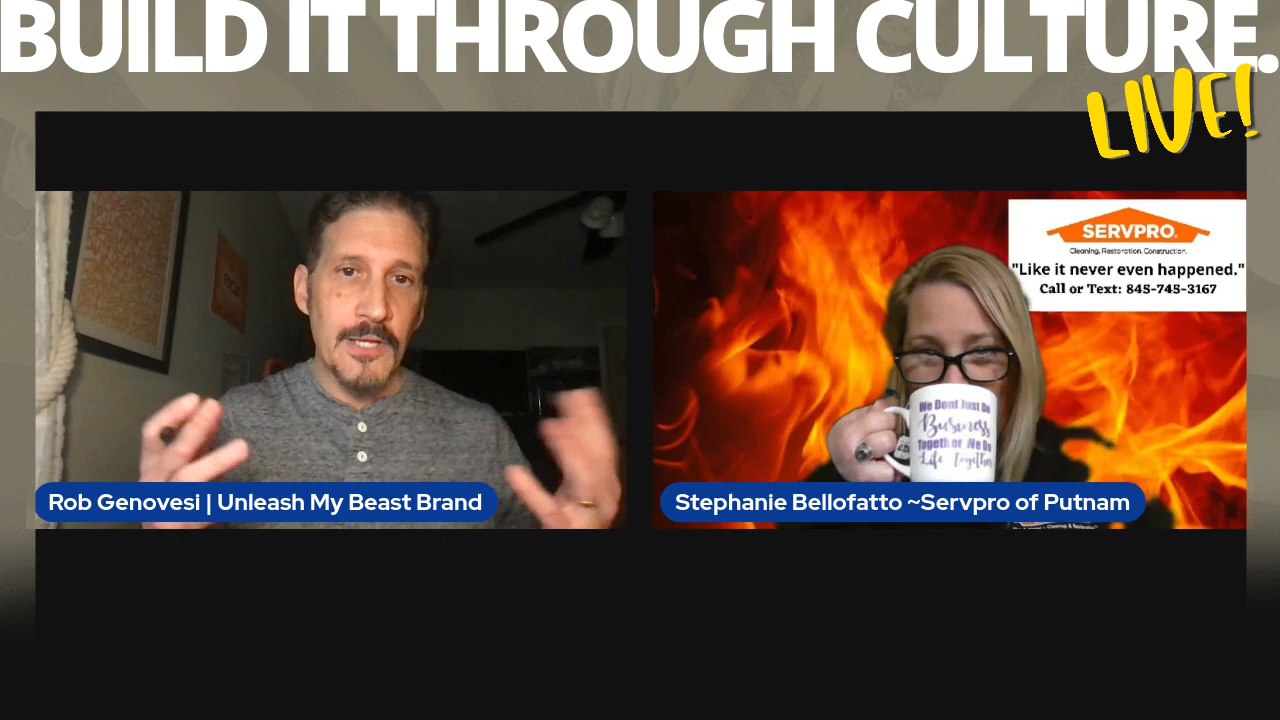 BUILD IT THROUGH CULTURE.
LIVE!
SERVPRO
Cleaning. Restoration. Construction.
"Like it never even happened."
Call or Text: 845-745-3167
We Dont Just Do
Business
Together We Do
Life Together
Rob Genovesi | Unleash My Beast Brand
Stephanie Bellofatto ~Servpro of Putnam